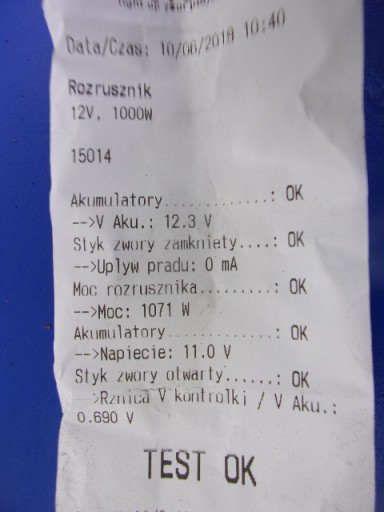 Data/Czas: 10/06/2018 10:40
Rozrusznik
12V, 1000W
15014
Akumulatory.............: OK
-->V Aku.: 12.3 V
Styk zwory zamkniety....: OK
-->Uplyw pradu: 0 mA
Moc rozrusznika.........: OK
-->Moc: 1071 W
Akumulatory.............: OK
-->Napiecie: 11.0 V
Styk zwory otwarty......: OK
-->Rznica V kontrolki / V Aku.:
0.690 V
TEST OK